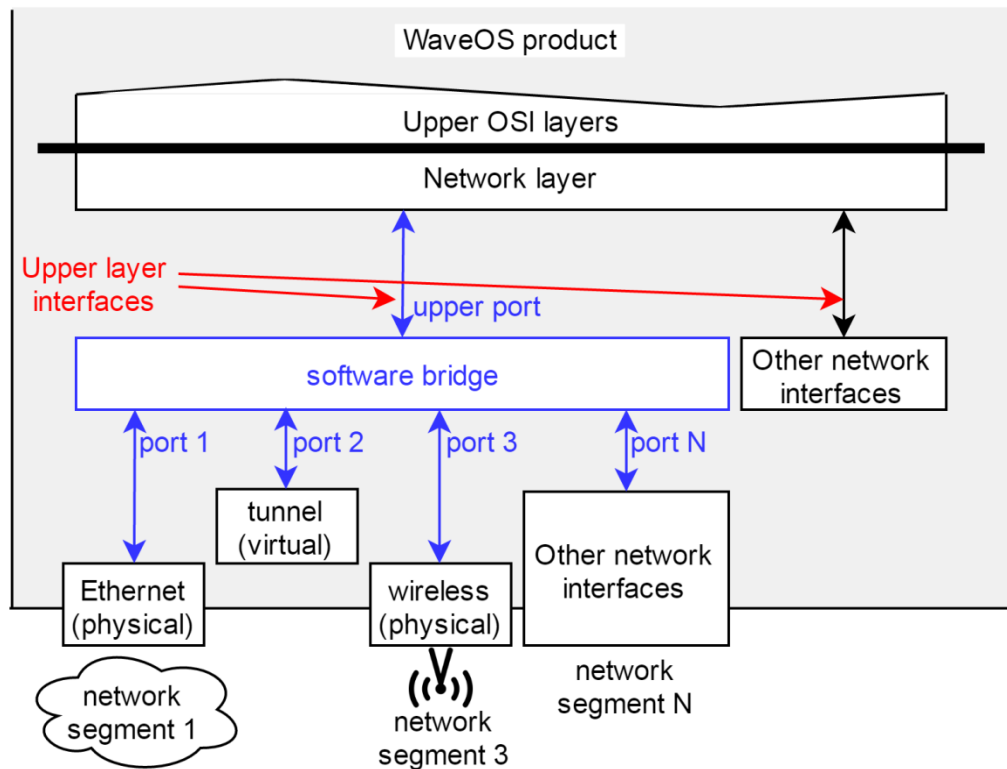 WaveOS product
Upper OSI layers
Network layer
Upper layer
interfaces
upper port
software bridge
Other network
interfaces
port 1
port 2
port 3
port N
tunnel
(virtual)
Ethernet
(physical)
wireless
(physical)
Other network
interfaces
network
segment 1
network
segment 3
network
segment N